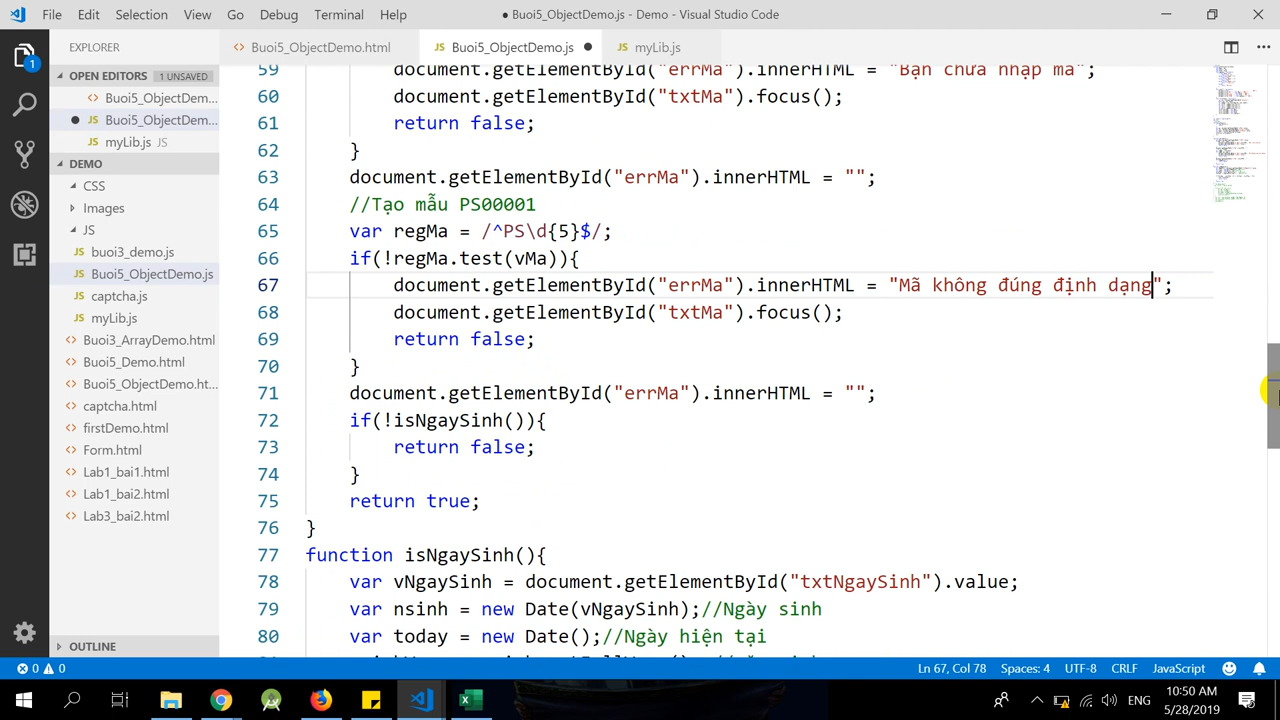 File Edit Selection View Go Debug Terminal Help
● Buoi5_ObjectDemo.js - Demo - Visual Studio Code
EXPLORER
Buoi5_ObjectDemo.html
JS Buoi5_ObjectDemo.js ●
JS myLib.js
1
OPEN EDITORS 1 UNSAVED
Buoi5_ObjectDem...
● Buoi5_ObjectDem...
myLib.js JS
DEMO
CSS
Images
JS
buoi3_demo.js
Buoi5_ObjectDemo.js
captcha.js
myLib.js
Buoi3_ArrayDemo.html
Buoi5_Demo.html
Buoi5_ObjectDemo.ht...
captcha.html
firstDemo.html
Form.html
Lab1_bai1.html
Lab1_bai2.html
Lab3_bai2.html
OUTLINE
59 document.getElementById("errMa").innerHTML = "Bạn chưa nhập mã";
60 document.getElementById("txtMa").focus();
61 return false;
62 }
63 document.getElementById("errMa").innerHTML = "";
64 //Tạo mẫu PS00001
65 var regMa = /^PS\d{5}$/;
66 if(!regMa.test(vMa)){
67 document.getElementById("errMa").innerHTML = "Mã không đúng định dạng";
68 document.getElementById("txtMa").focus();
69 return false;
70 }
71 document.getElementById("errMa").innerHTML = "";
72 if(!isNgaySinh()){
73 return false;
74 }
75 return true;
76 }
77 function isNgaySinh(){
78 var vNgaySinh = document.getElementById("txtNgaySinh").value;
79 var nsinh = new Date(vNgaySinh);//Ngày sinh
80 var today = new Date();//Ngày hiện tại
0 0
Ln 67, Col 78 Spaces: 4 UTF-8 CRLF JavaScript
ENG
10:50 AM
5/28/2019